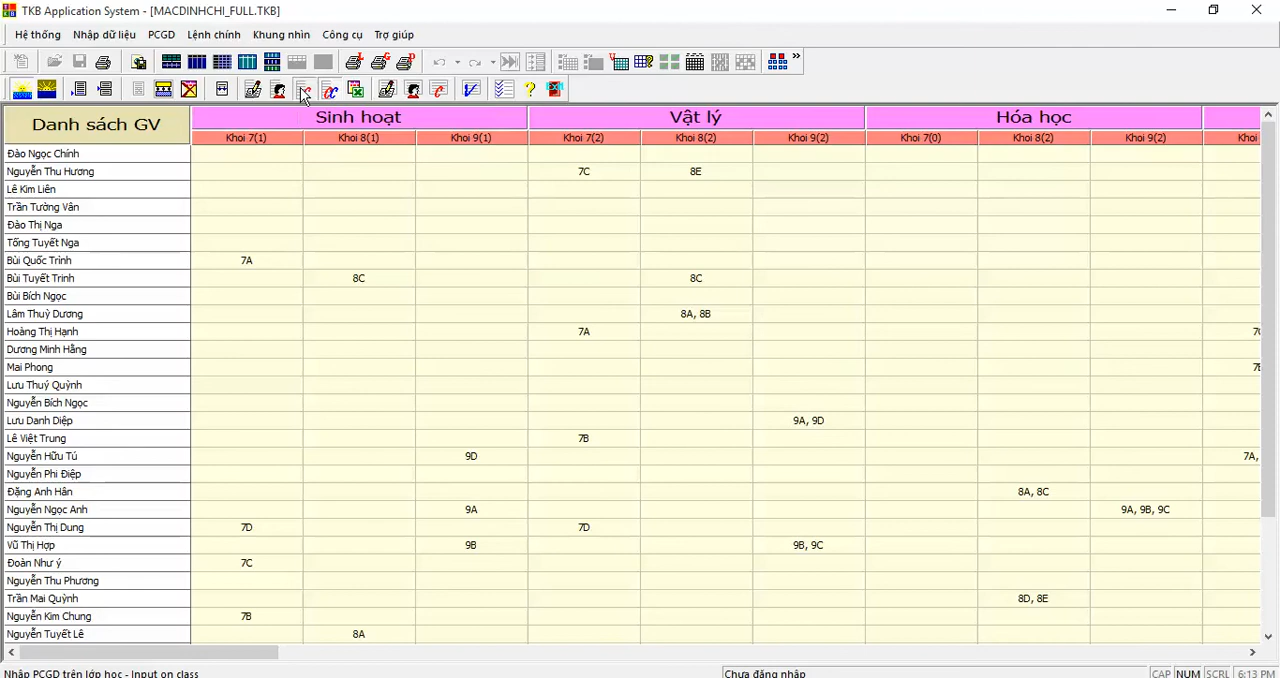 TKB Application System - [MACDINHCHI_FULL.TKB]
Hệ thống Nhập dữ liệu PCGD Lệnh chính Khung nhìn Công cụ Trợ giúp
Danh sách GV Sinh hoạt Vật lý Hóa học
Khoi 7(1) Khoi 8(1) Khoi 9(1) Khoi 7(2) Khoi 8(2) Khoi 9(2) Khoi 7(0) Khoi 8(2) Khoi 9(2) Khoi
Đào Ngọc Chính
Nguyễn Thu Hương 7C 8E
Lê Kim Liên
Trần Tường Vân
Đào Thị Nga
Tống Tuyết Nga
Bùi Quốc Trình 7A
Bùi Tuyết Trinh 8C 8C
Bùi Bích Ngọc
Lâm Thuỳ Dương 8A, 8B
Hoàng Thị Hạnh 7A
Dương Minh Hằng
Mai Phong
Lưu Thuý Quỳnh
Nguyễn Bích Ngọc
Lưu Danh Diệp 9A, 9D
Lê Việt Trung 7B
Nguyễn Hữu Tú 9D 7A,
Nguyễn Phi Điệp
Đặng Anh Hân 8A, 8C
Nguyễn Ngọc Anh 9A 9A, 9B, 9C
Nguyễn Thị Dung 7D 7D
Vũ Thị Hợp 9B 9B, 9C
Đoàn Như ý 7C
Nguyễn Thu Phương
Trần Mai Quỳnh 8D, 8E
Nguyễn Kim Chung 7B
Nguyễn Tuyết Lê 8A
Nhập PCGD trên lớp học - Input on class Chưa đăng nhập CAP NUM SCRL 6:13 PM